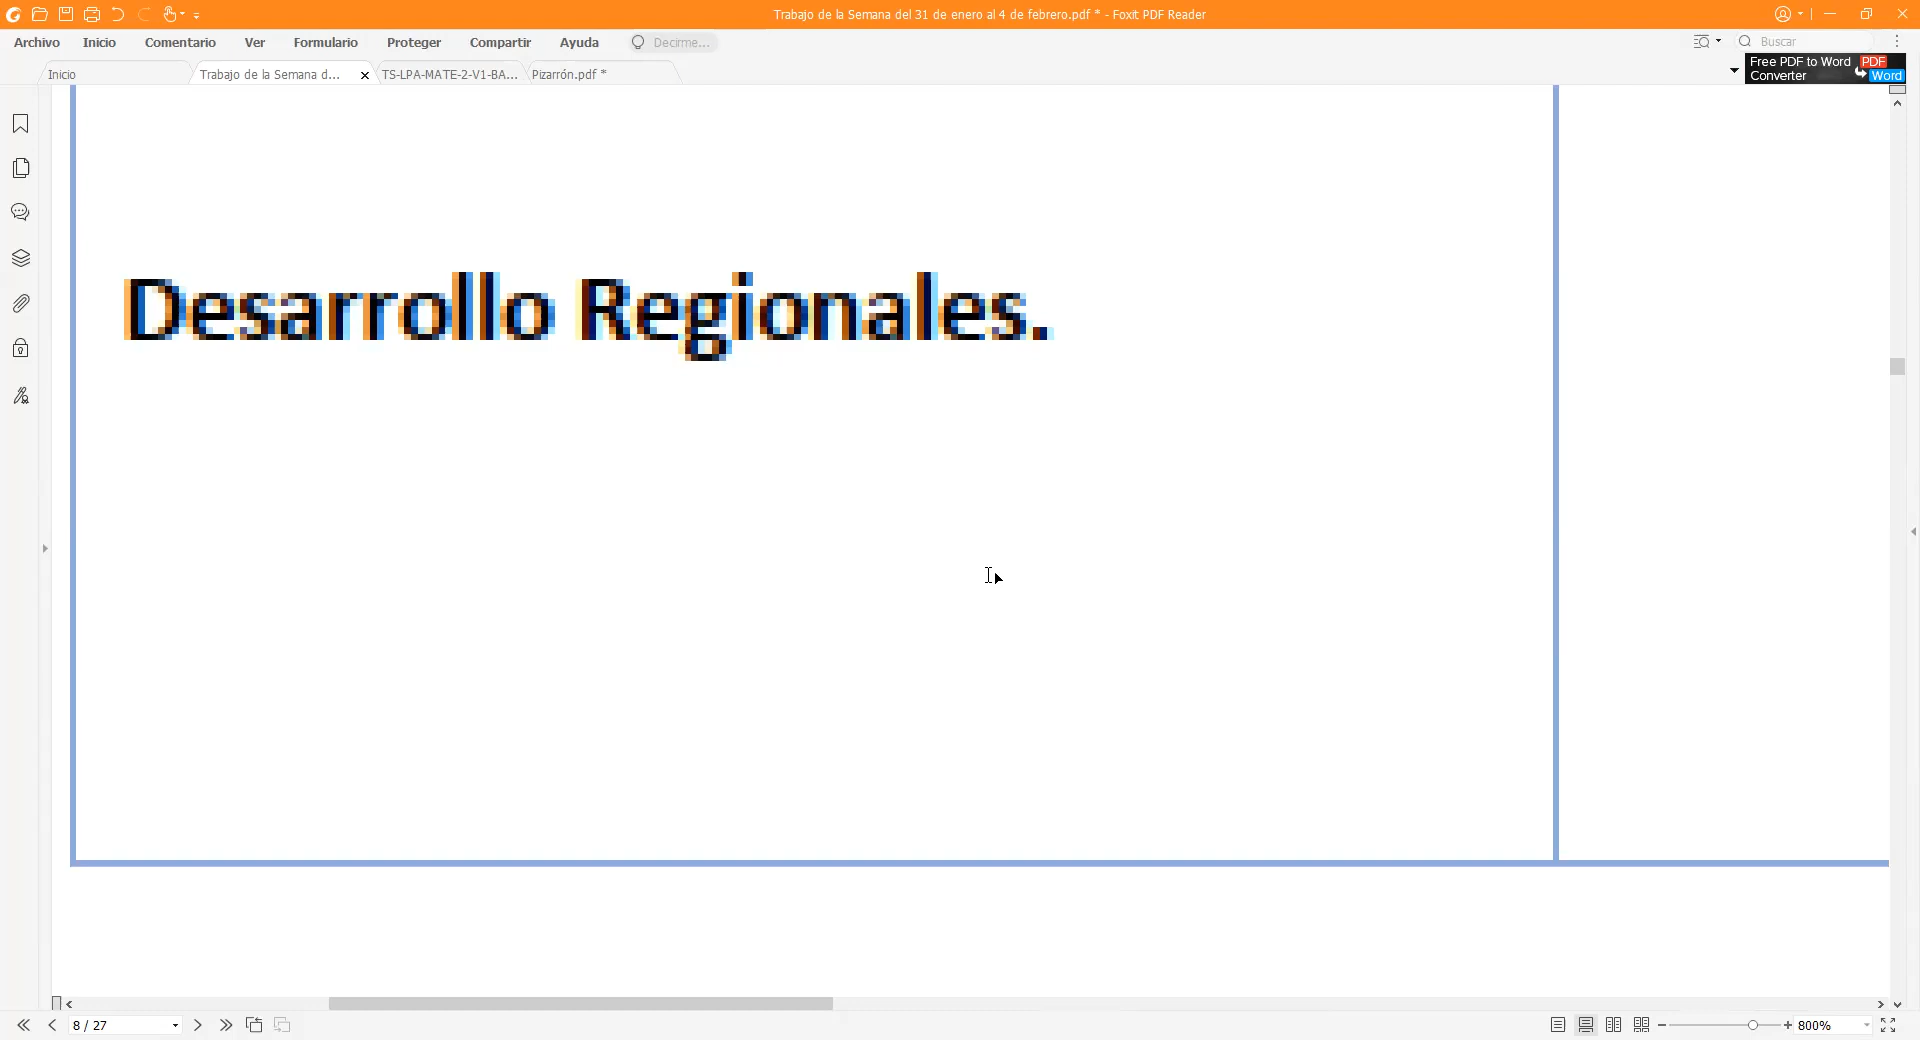 Trabajo de la Semana del 31 de enero al 4 de febrero.pdf * - Foxit PDF Reader
Archivo Inicio Comentario Ver Formulario Proteger Compartir Ayuda Decirme... Buscar
Inicio Trabajo de la Semana d... TS-LPA-MATE-2-V1-BA... Pizarrón.pdf *
Free PDF to Word PDF
Converter Word
Desarrollo Regionales.
8 / 27 800%